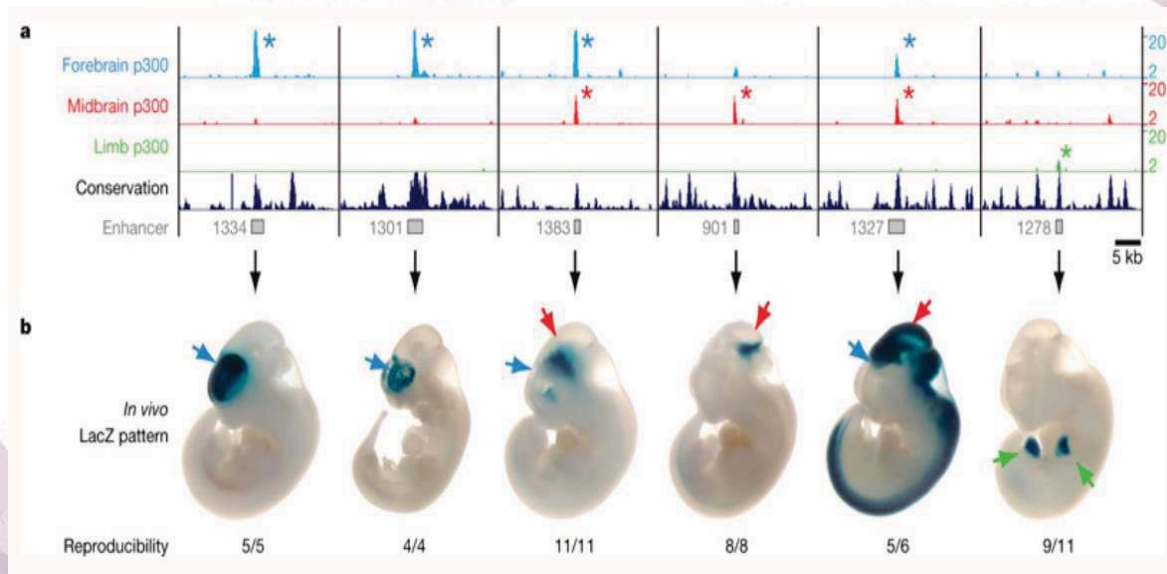 a
Forebrain p300
Midbrain p300
Limb p300
Conservation
Enhancer
* * * *
* * *
*
20
2
20
2
20
2
1334 1301 1383 901 1327 1278
5 kb
b
In vivo
LacZ pattern
Reproducibility 5/5 4/4 11/11 8/8 5/6 9/11